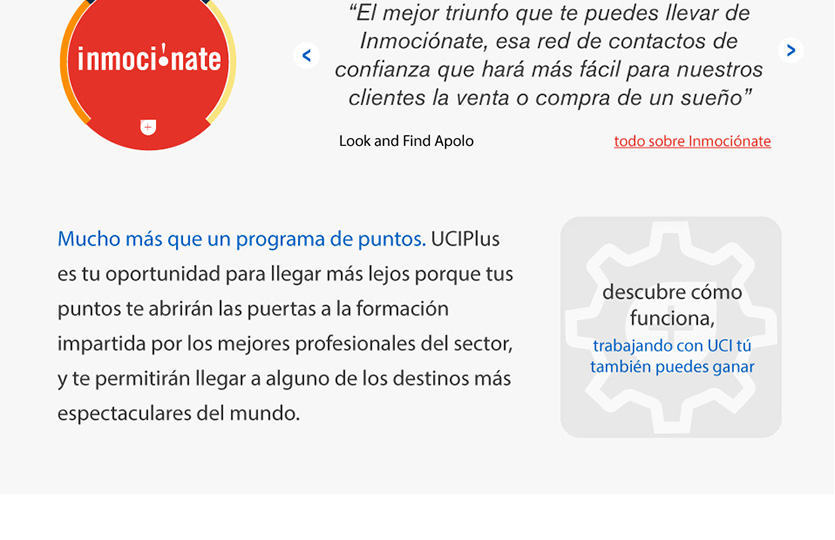 inmoci!nate
“El mejor triunfo que te puedes llevar de
Inmociónate, esa red de contactos de
confianza que hará más fácil para nuestros
clientes la venta o compra de un sueño”
Look and Find Apolo
todo sobre Inmociónate
Mucho más que un programa de puntos. UCIPlus
es tu oportunidad para llegar más lejos porque tus
puntos te abrirán las puertas a la formación
impartida por los mejores profesionales del sector,
y te permitirán llegar a alguno de los destinos más
espectaculares del mundo.
descubre cómo
funciona,
trabajando con UCI tú
también puedes ganar